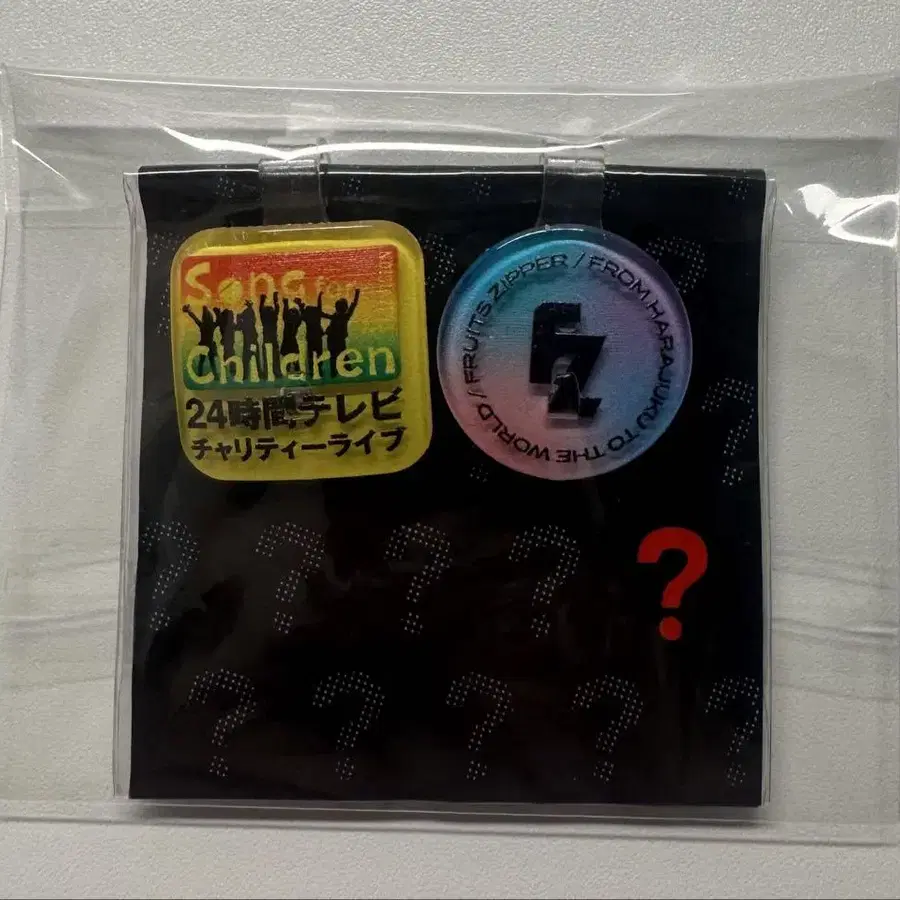 Song for
Children
24時間テレビ
チャリティーライブ
FRUITS ZIPPER / FROM HARAJUKU TO THE WORLD /
FZ
?
? ? ? ? ?
? ? ? ? ?